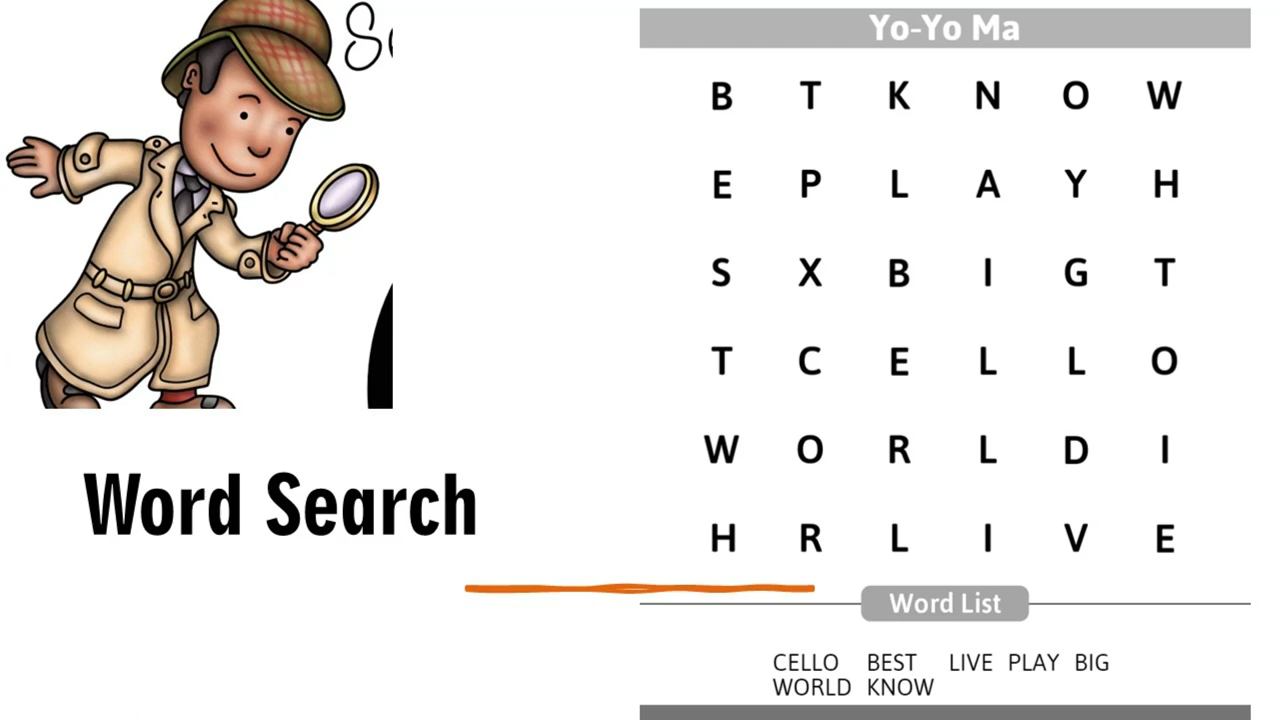 Yo-Yo Ma
B T K N O W
E P L A Y H
S X B I G T
T C E L L O
W O R L D I
H R L I V E
Word Search
Word List
CELLO BEST LIVE PLAY BIG
WORLD KNOW